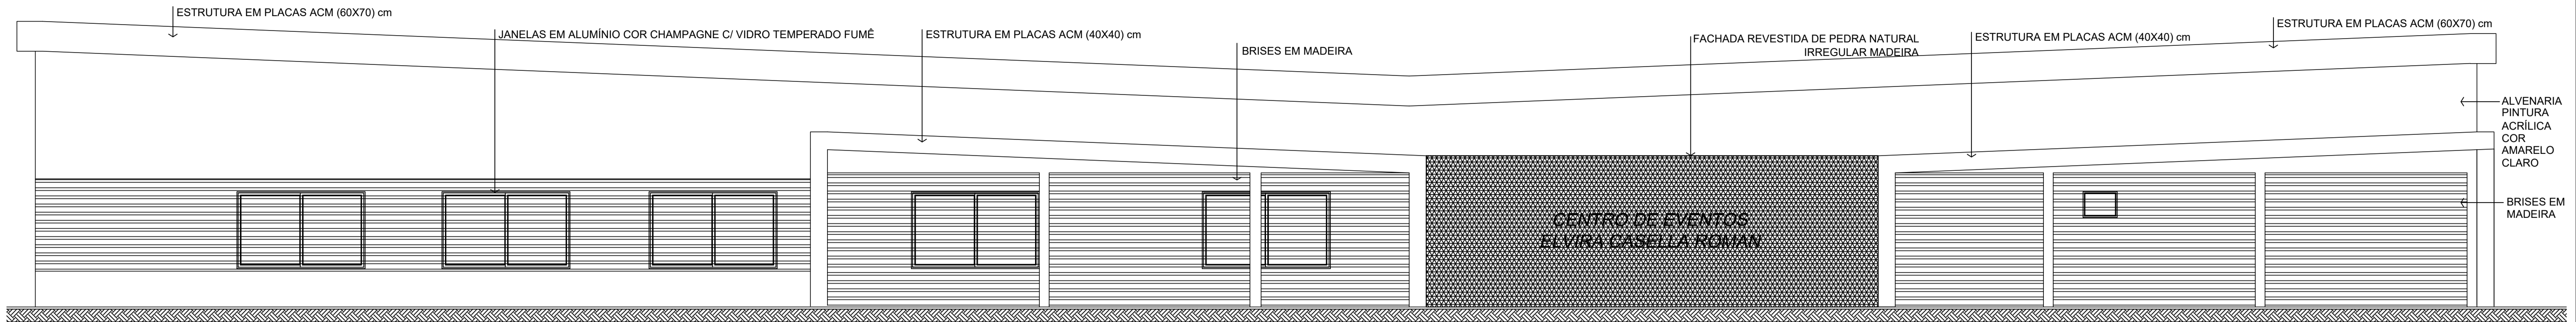 ESTRUTURA EM PLACAS ACM (60X70) cm
JANELAS EM ALUMÍNIO COR CHAMPAGNE C/ VIDRO TEMPERADO FUMÊ
ESTRUTURA EM PLACAS ACM (40X40) cm
BRISES EM MADEIRA
FACHADA REVESTIDA DE PEDRA NATURAL
IRREGULAR MADEIRA
ESTRUTURA EM PLACAS ACM (40X40) cm
ESTRUTURA EM PLACAS ACM (60X70) cm
ALVENARIA
PINTURA
ACRÍLICA
COR
AMARELO
CLARO
BRISES EM
MADEIRA
CENTRO DE EVENTOS
ELVIRA CASELLA ROMAN